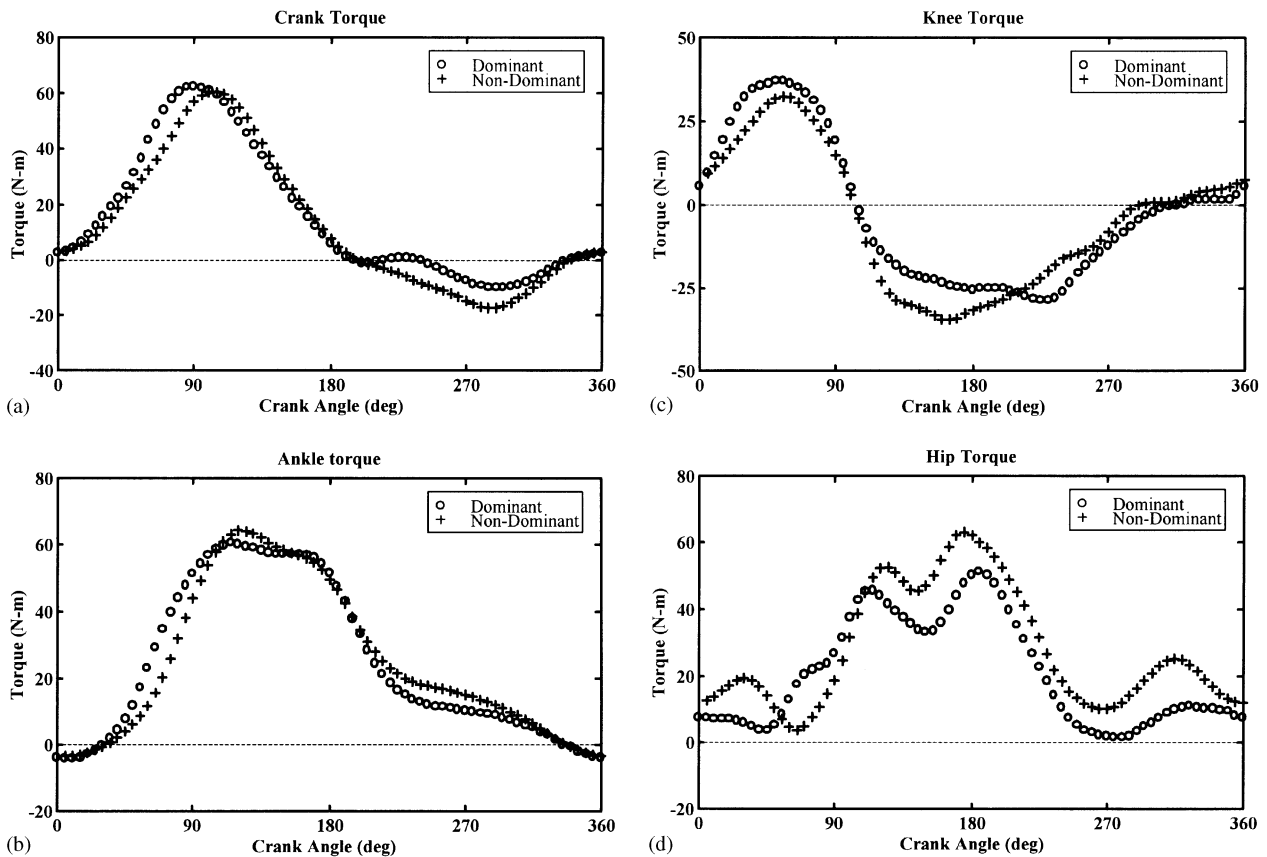 Crank Torque
80
60
40
20
0
-20
-40
Torque (N-m)
Dominant
Non-Dominant
0 90 180 270 360
Crank Angle (deg)
(a)
Knee Torque
50
25
0
-25
-50
Torque (N-m)
Dominant
Non-Dominant
0 90 180 270 360
Crank Angle (deg)
(c)
Ankle torque
80
60
40
20
0
-20
Torque (N-m)
Dominant
Non-Dominant
0 90 180 270 360
Crank Angle (deg)
(b)
Hip Torque
80
60
40
20
0
-20
Torque (N-m)
Dominant
Non-Dominant
0 90 180 270 360
Crank Angle (deg)
(d)